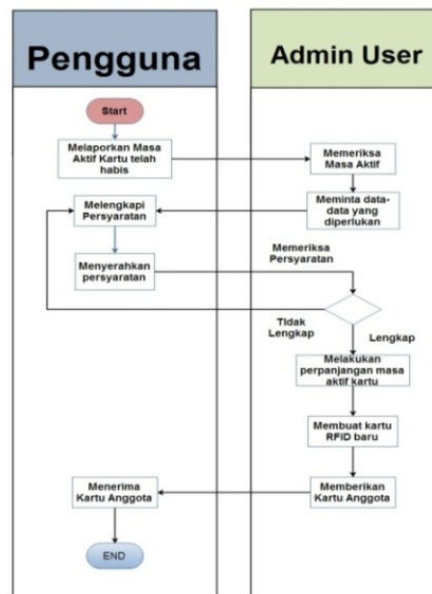 Pengguna
Admin User
Start
Melaporkan Masa
Aktif Kartu telah
habis
Memeriksa
Masa Aktif
Melengkapi
Persyaratan
Meminta data-
data yang
diperlukan
Menyerahkan
persyaratan
Memeriksa
Persyaratan
Tidak
Lengkap
Lengkap
Melakukan
perpanjangan masa
aktif kartu
Membuat kartu
RFID baru
Menerima
Kartu Anggota
Memberikan
Kartu Anggota
END